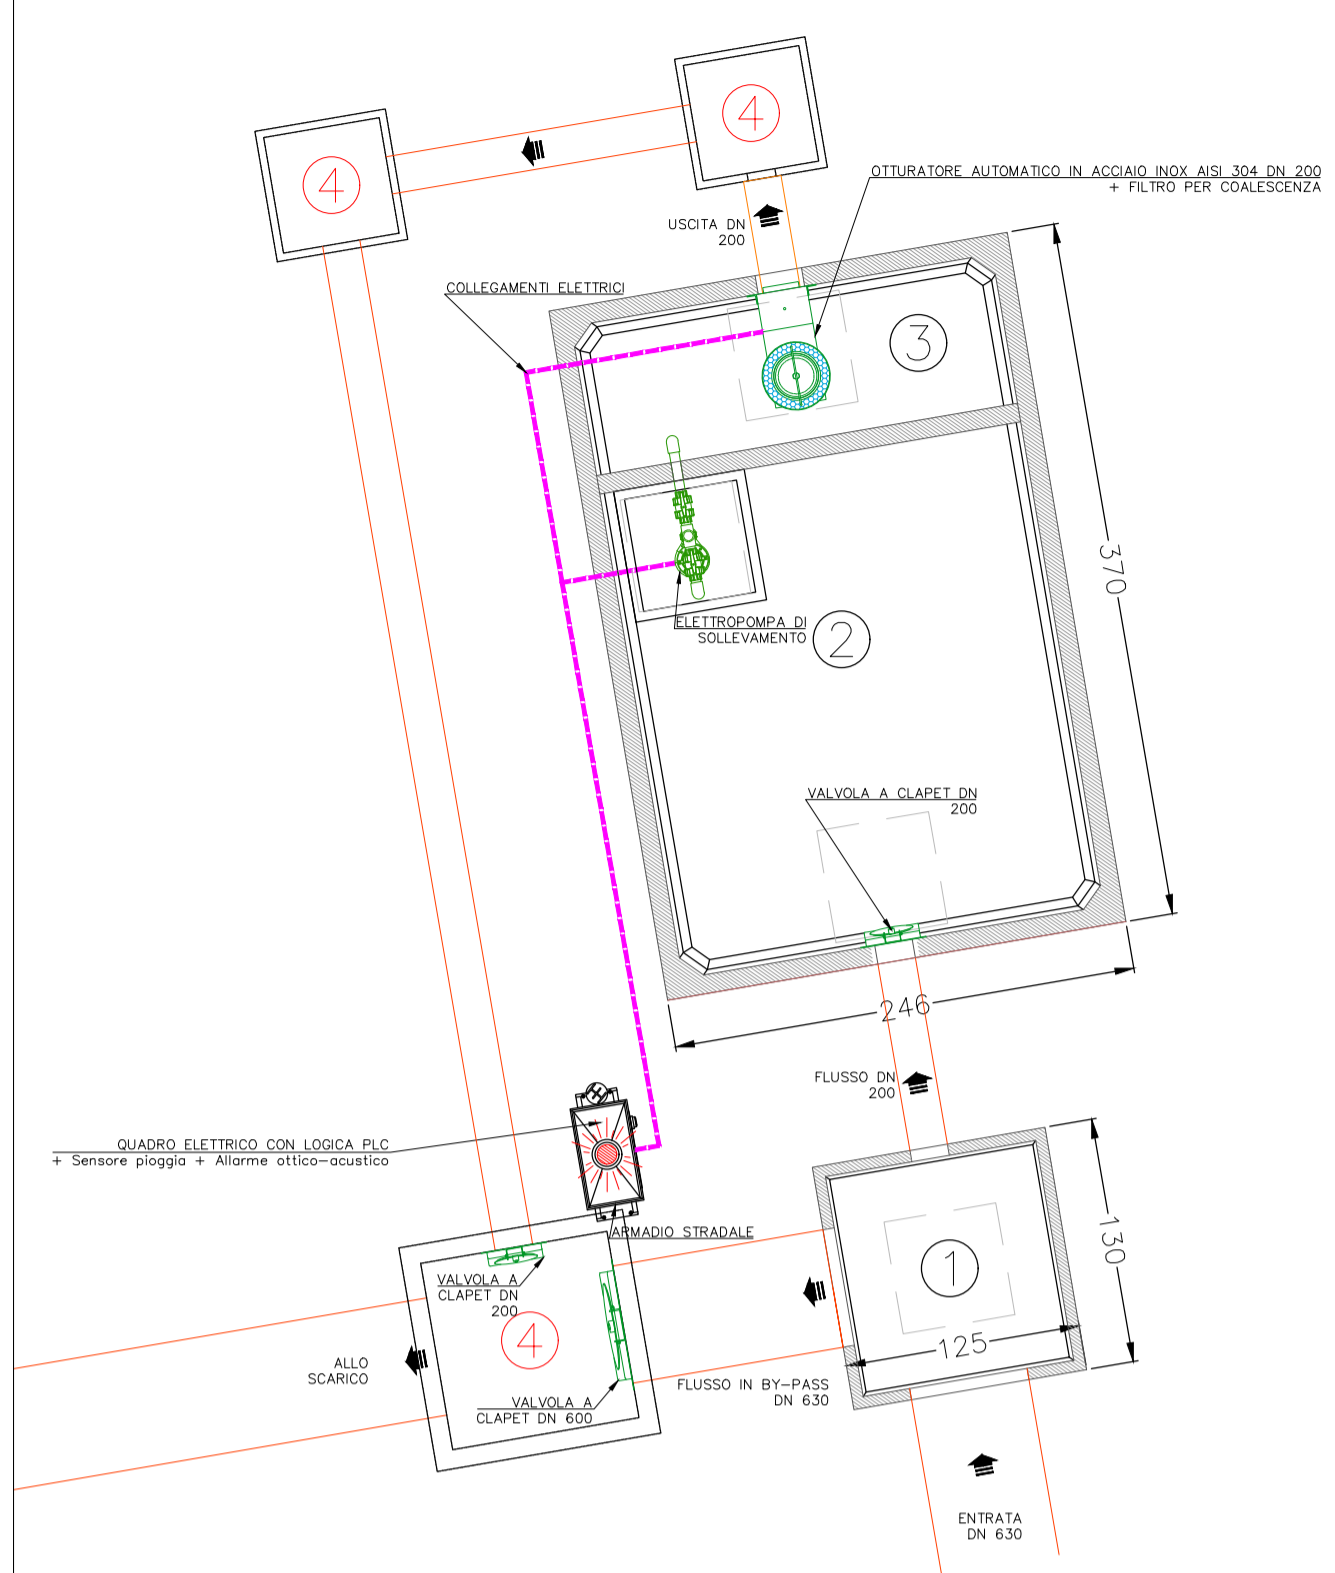 4
4
OTTURATORE AUTOMATICO IN ACCIAIO INOX AISI 304 DN 200
+ FILTRO PER COALESCENZA
USCITA DN
200
COLLEGAMENTI ELETTRICI
3
370
ELETTROPOMPA DI
SOLLEVAMENTO
2
VALVOLA A CLAPET DN
200
246
FLUSSO DN
200
QUADRO ELETTRICO CON LOGICA PLC
+ Sensore pioggia + Allarme ottico-acustico
ARMADIO STRADALE
130
1
VALVOLA A
CLAPET DN
200
4
125
ALLO
SCARICO
FLUSSO IN BY-PASS
DN 630
VALVOLA A
CLAPET DN 600
ENTRATA
DN 630